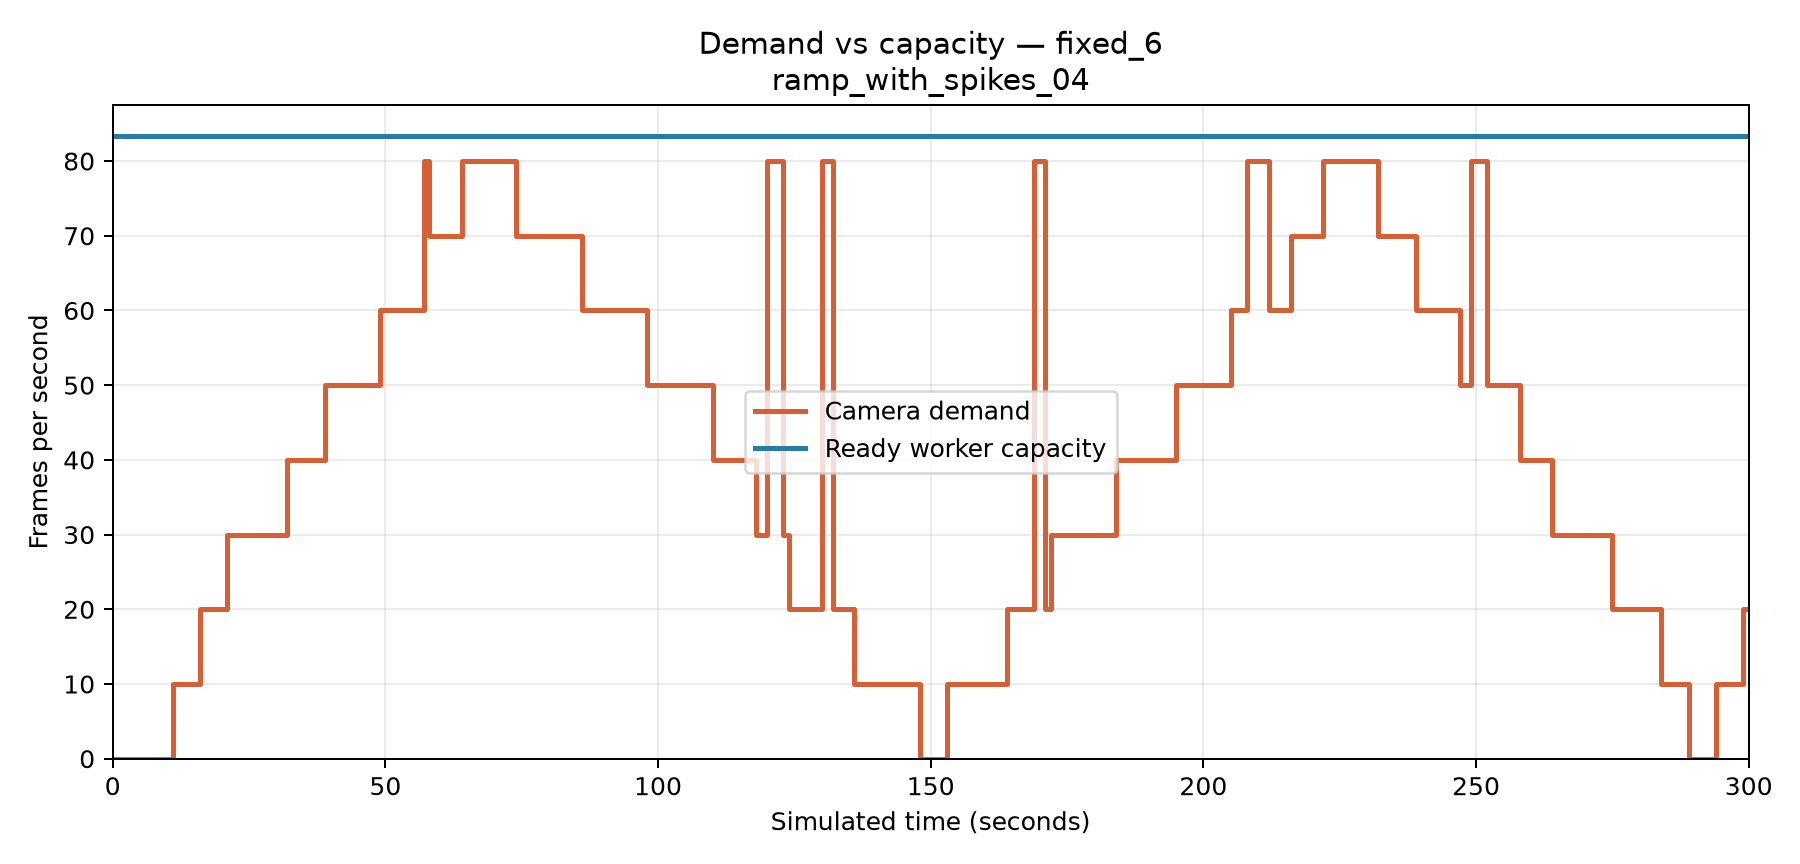 Demand vs capacity — fixed_6
ramp_with_spikes_04
Frames per second
80
70
60
50
40
30
20
10
0
Camera demand
Ready worker capacity
0 50 100 150 200 250 300
Simulated time (seconds)